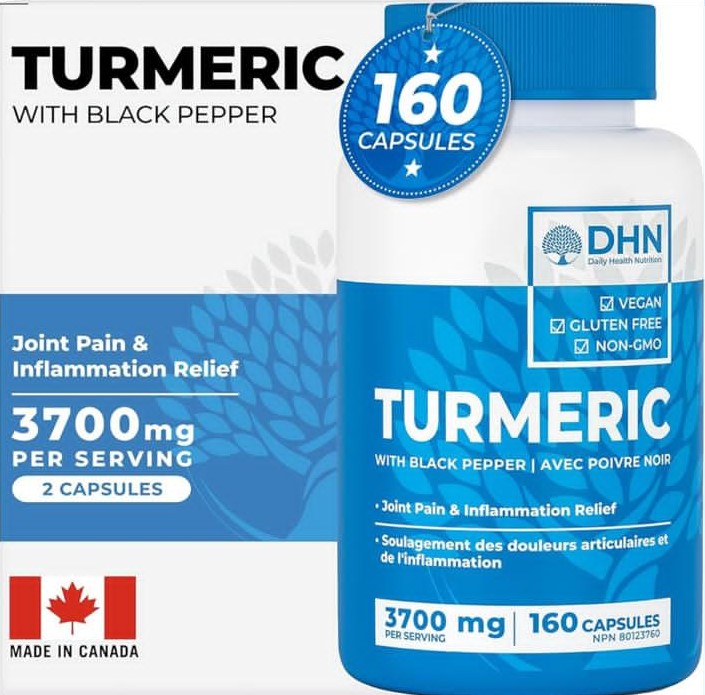 TURMERIC
WITH BLACK PEPPER
160
CAPSULES
Joint Pain &
Inflammation Relief
3700mg
PER SERVING
2 CAPSULES
MADE IN CANADA
DHN
Daily Health Nutrition
VEGAN
GLUTEN FREE
NON-GMO
TURMERIC
WITH BLACK PEPPER | AVEC POIVRE NOIR
• Joint Pain & Inflammation Relief
• Soulagement des douleurs articulaires et
de l'inflammation
3700 mg | 160 CAPSULES
PER SERVING NPN 80123760